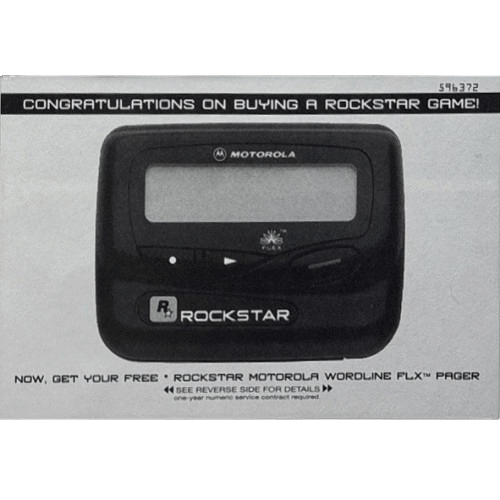 596372
CONGRATULATIONS ON BUYING A ROCKSTAR GAME!
MOTOROLA
™
FLEX
R★ ROCKSTAR
NOW, GET YOUR FREE * ROCKSTAR MOTOROLA WORDLINE FLX™ PAGER
◀◀ SEE REVERSE SIDE FOR DETAILS ▶▶
one-year numeric service contract required